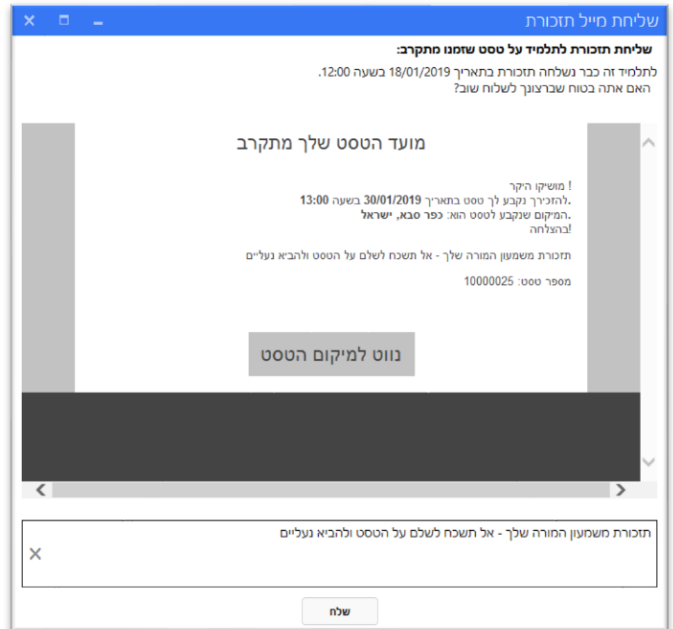 שליחת מייל תזכורת
שליחת תזכורת לתלמיד על טסט שזמנו מתקרב:
לתלמיד זה כבר נשלחה תזכורת בתאריך 18/01/2019 בשעה 12:00.
האם אתה בטוח שברצונך לשלוח שוב?
מועד הטסט שלך מתקרב
! מושיקו היקר
.להזכירך נקבע לך טסט בתאריך 30/01/2019 בשעה 13:00
.המיקום שנקבע לטסט הוא: כפר סבא, ישראל
!בהצלחה
תזכורת משמעון המורה שלך - אל תשכח לשלם על הטסט ולהביא נעליים
מספר טסט: 10000025
נווט למיקום הטסט
תזכורת משמעון המורה שלך - אל תשכח לשלם על הטסט ולהביא נעליים
שלח